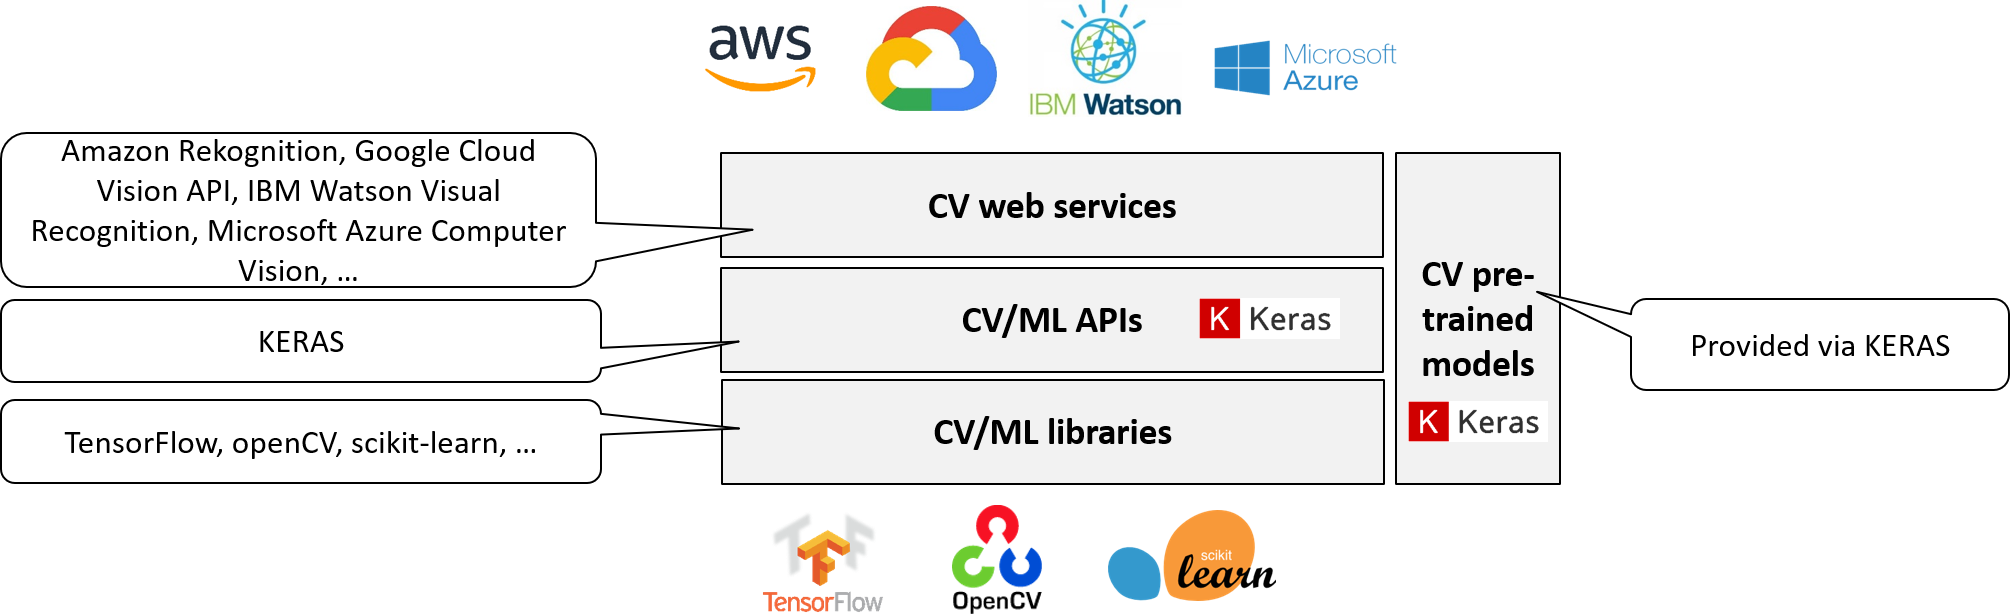 aws
IBM Watson
Microsoft
Azure
Amazon Rekognition, Google Cloud
Vision API, IBM Watson Visual
Recognition, Microsoft Azure Computer
Vision, …
CV web services
KERAS
CV/ML APIs
K Keras
TensorFlow, openCV, scikit-learn, …
CV/ML libraries
CV pre-
trained
models
K Keras
Provided via KERAS
TensorFlow
OpenCV
scikit
learn